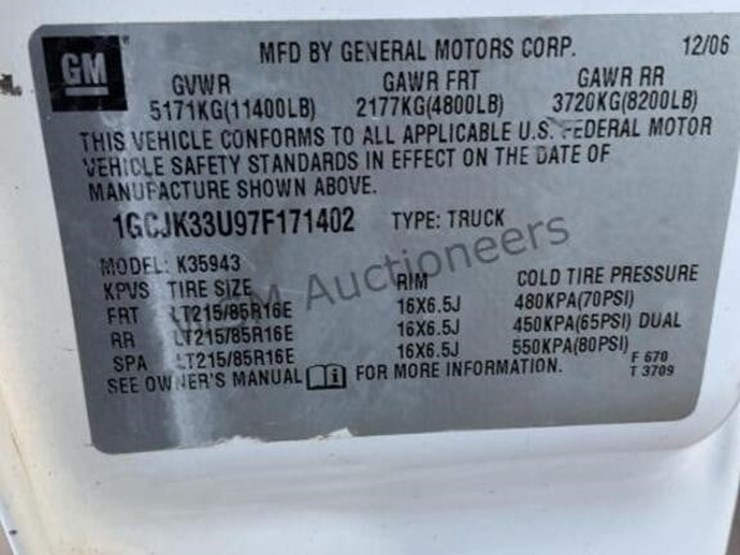 GM
MFD BY GENERAL MOTORS CORP. 12/06
GVWR GAWR FRT GAWR RR
5171KG(11400LB) 2177KG(4800LB) 3720KG(8200LB)
THIS VEHICLE CONFORMS TO ALL APPLICABLE U.S. FEDERAL MOTOR
VEHICLE SAFETY STANDARDS IN EFFECT ON THE DATE OF
MANUFACTURE SHOWN ABOVE.
1GCJK33U97F171402 TYPE: TRUCK
MODEL: K35943
KPVS TIRE SIZE RIM COLD TIRE PRESSURE
FRT LT215/85R16E 16X6.5J 480KPA(70PSI)
RR LT215/85R16E 16X6.5J 450KPA(65PSI) DUAL
SPA LT215/85R16E 16X6.5J 550KPA(80PSI)
SEE OWNER'S MANUAL i FOR MORE INFORMATION.
F 670
T 3709
Auctioneers